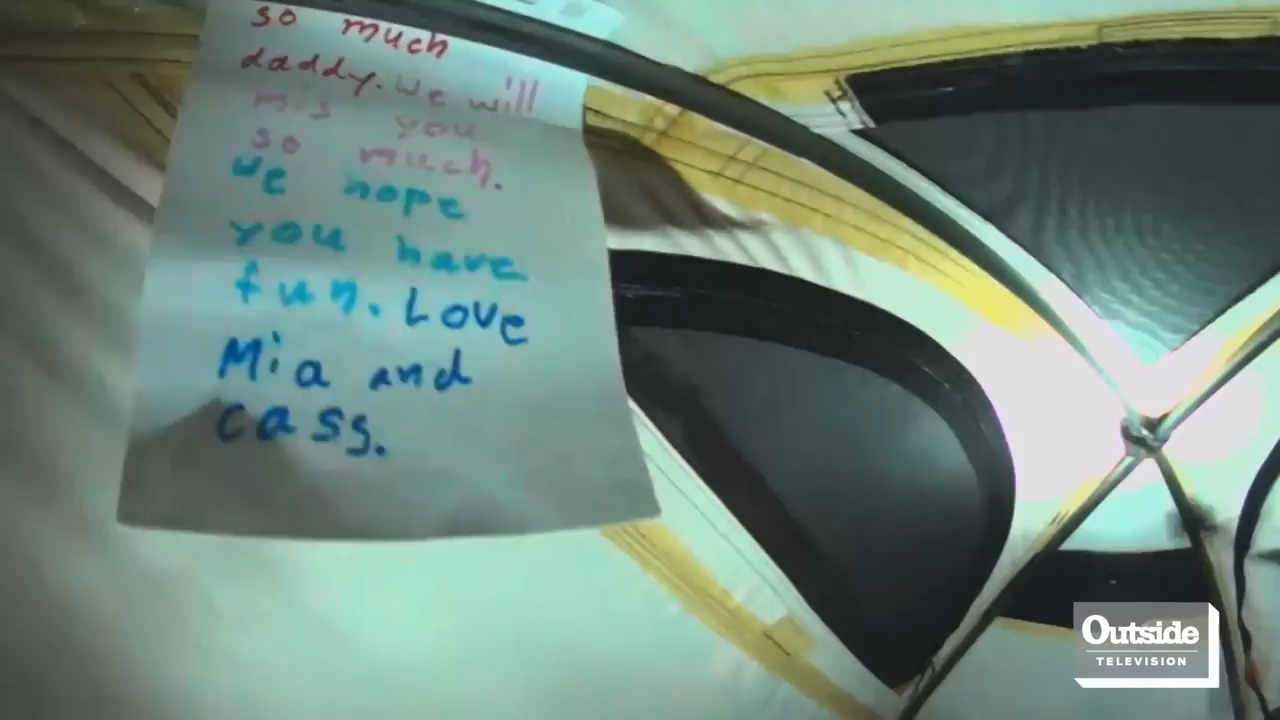 so much
daddy. we will
mis you
so much.
we hope
you have
fun. Love
Mia and
cass.
Outside
TELEVISION